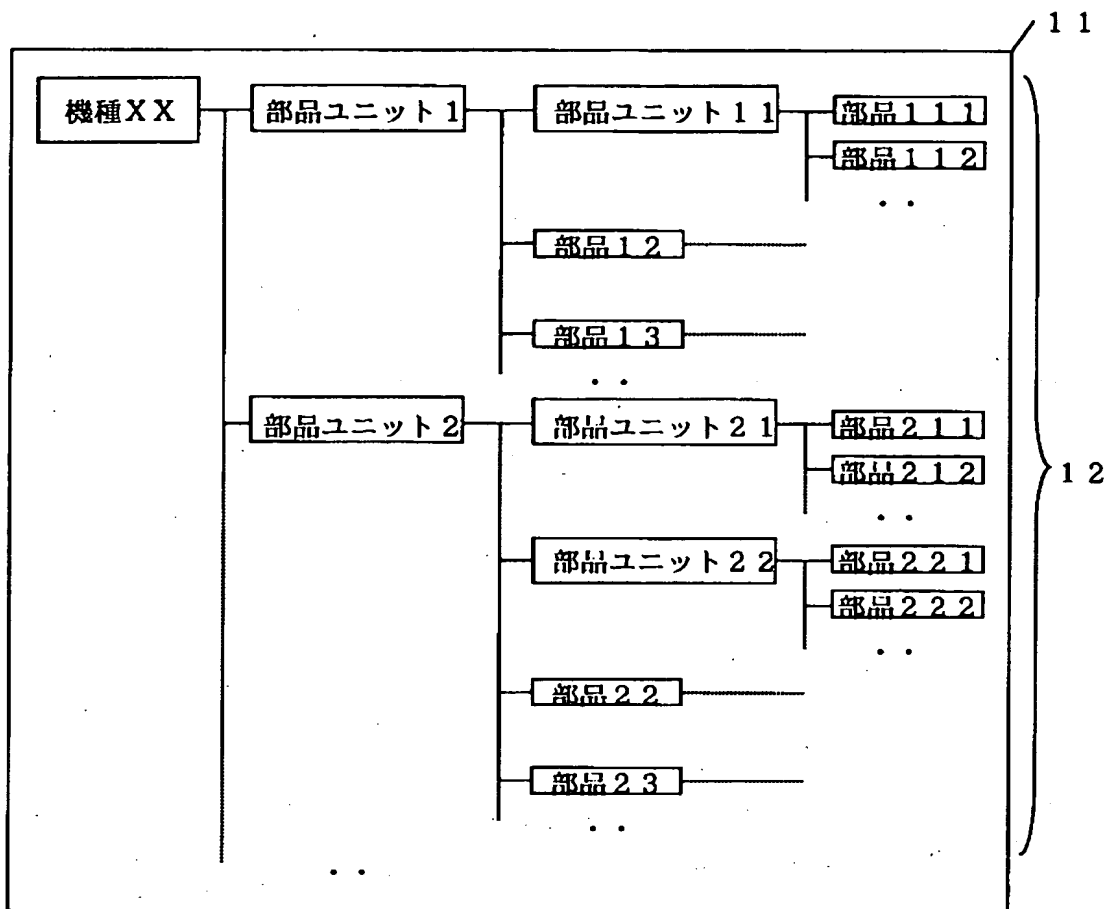 １１
機種ＸＸ
部品ユニット１
部品ユニット１１
部品１１１
部品１１２
・・
部品１２
部品１３
・・
部品ユニット２
部品ユニット２１
部品２１１
部品２１２
１２
・・
部品ユニット２２
部品２２１
部品２２２
・・
部品２２
部品２３
・・
・・